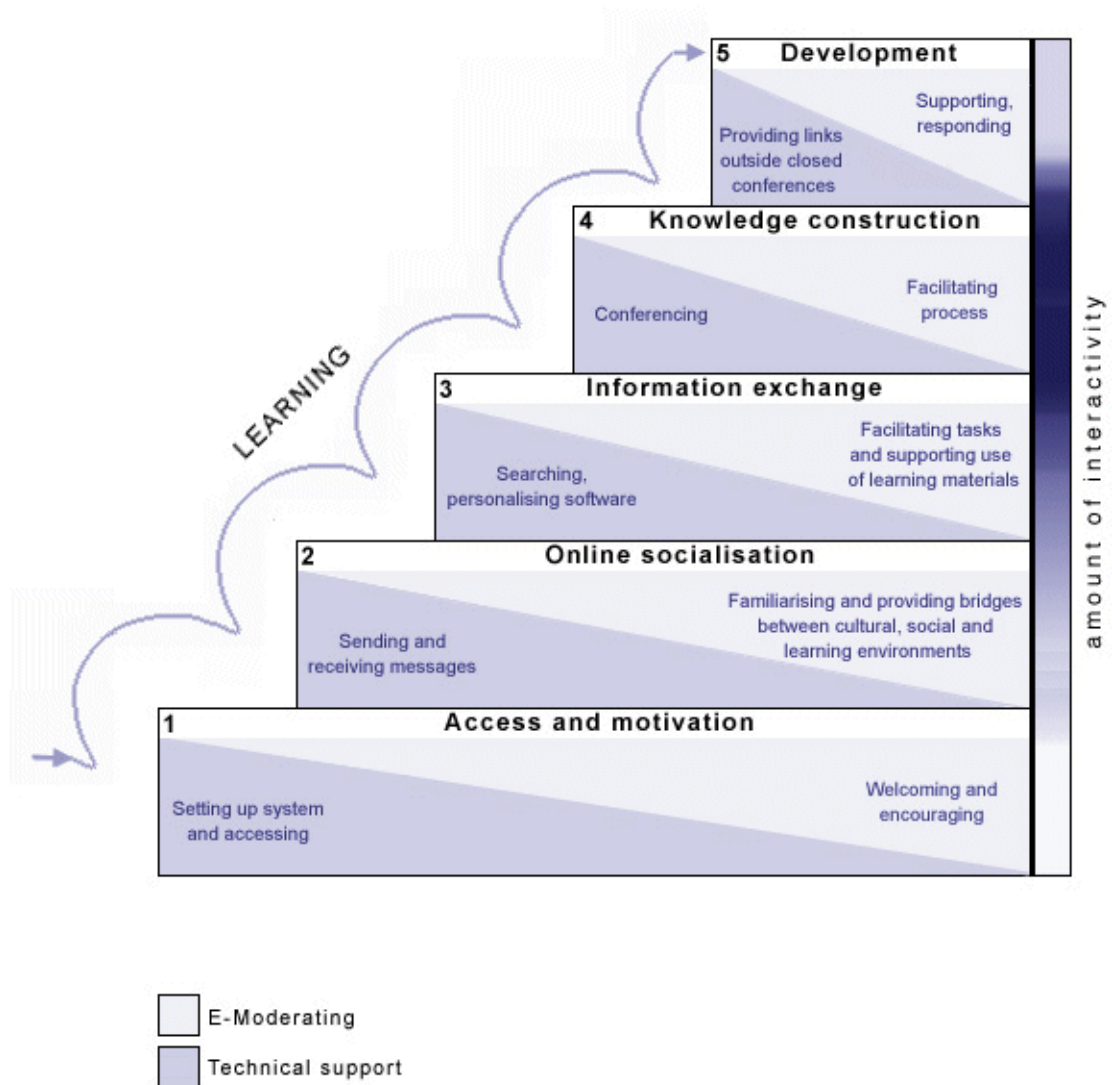 5 Development
Supporting,
responding
Providing links
outside closed
conferences
4 Knowledge construction
Facilitating
process
Conferencing
3 Information exchange
Facilitating tasks
and supporting use
of learning materials
Searching,
personalising software
2 Online socialisation
Familiarising and providing bridges
between cultural, social and
learning environments
Sending and
receiving messages
1 Access and motivation
Welcoming and
encouraging
Setting up system
and accessing
LEARNING
amount of interactivity
E-Moderating
Technical support